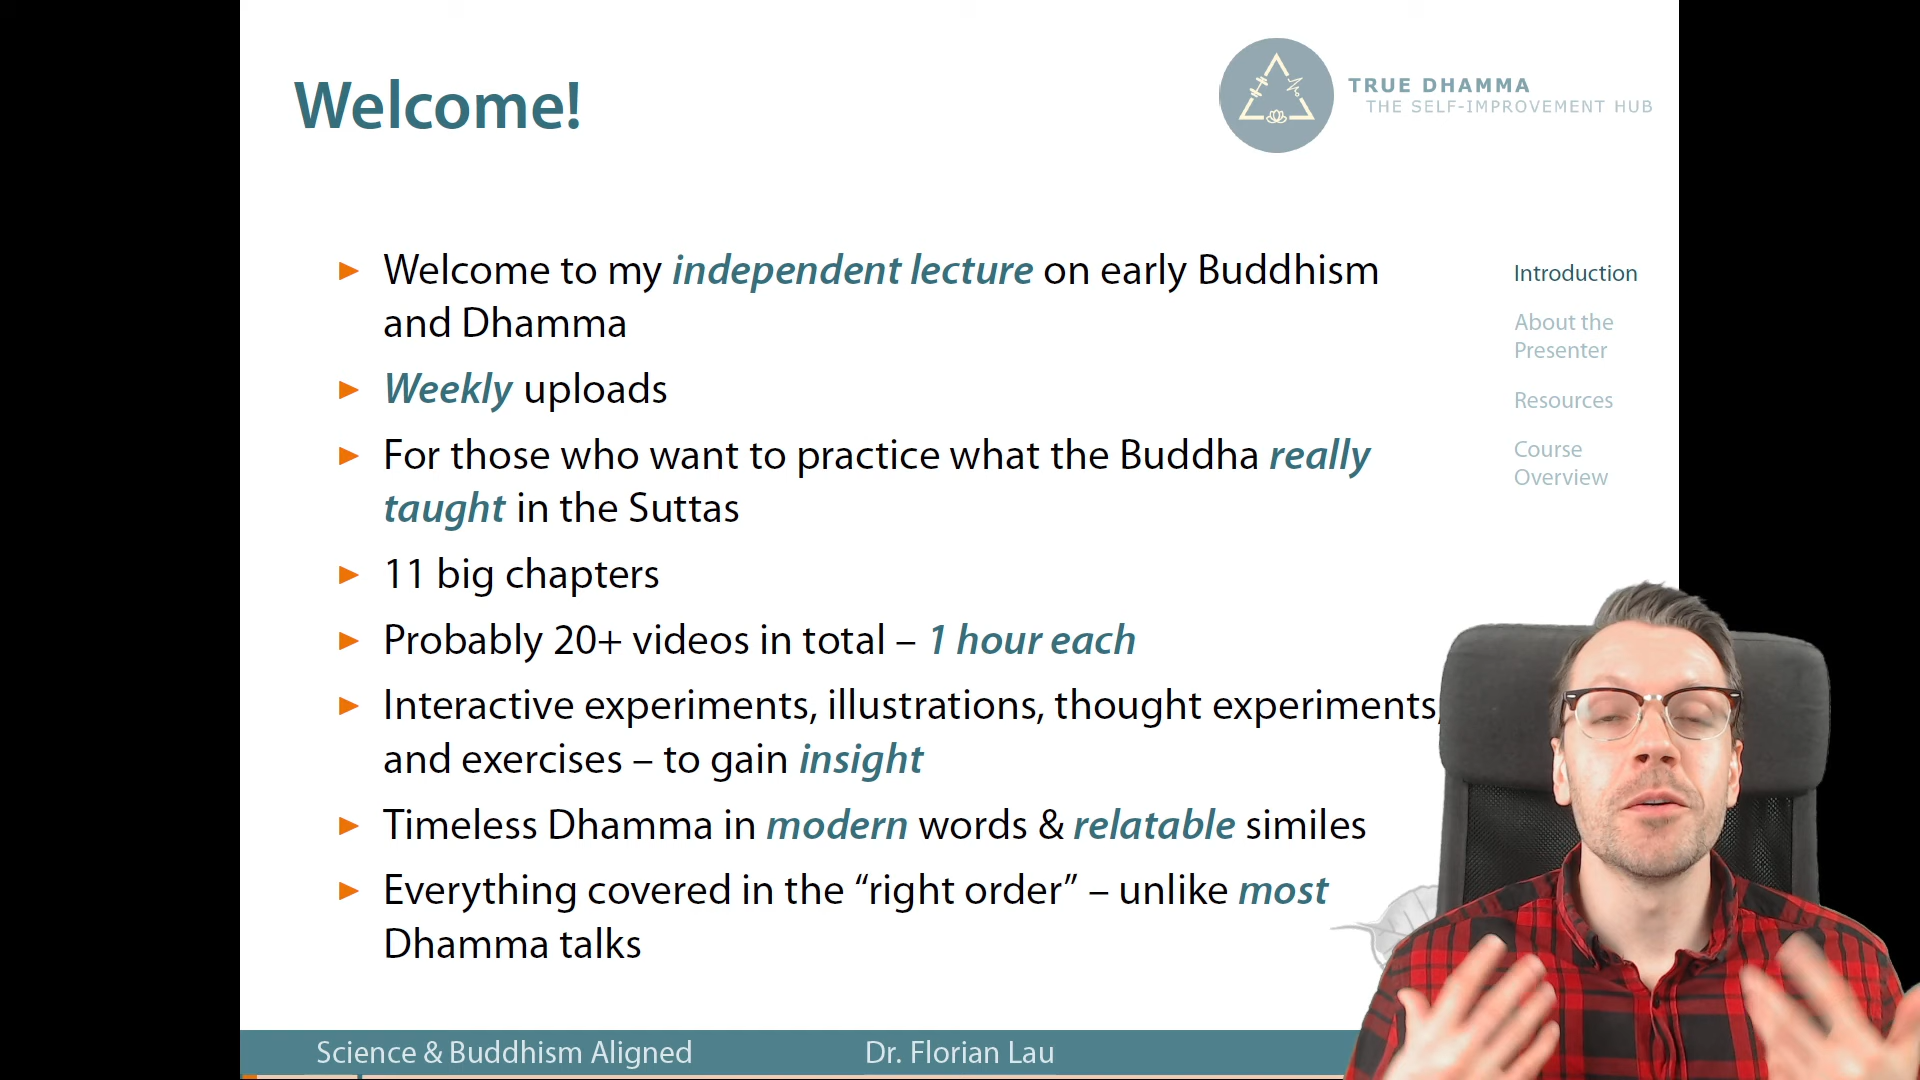 Welcome!
TRUE DHAMMA
THE SELF-IMPROVEMENT HUB
Welcome to my independent lecture on early Buddhism
and Dhamma
Weekly uploads
For those who want to practice what the Buddha really
taught in the Suttas
11 big chapters
Probably 20+ videos in total – 1 hour each
Interactive experiments, illustrations, thought experiments,
and exercises – to gain insight
Timeless Dhamma in modern words & relatable similes
Everything covered in the “right order” – unlike most
Dhamma talks
Introduction
About the
Presenter
Resources
Course
Overview
Science & Buddhism Aligned
Dr. Florian Lau